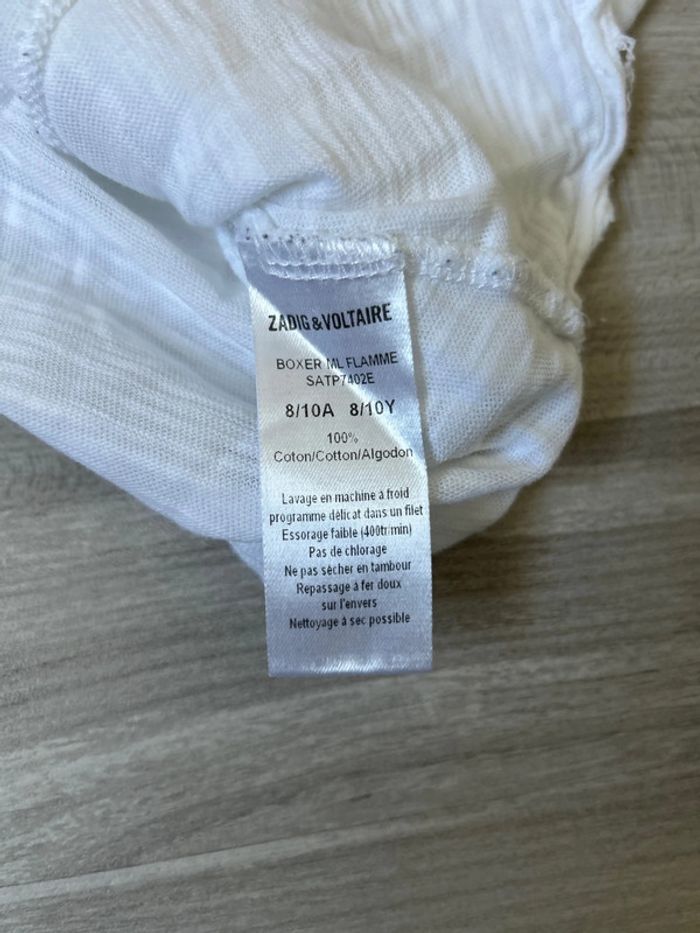 ZADIG & VOLTAIRE
BOXER ML FLAMME
SATP7402E
8/10A 8/10Y
100%
Coton/Cotton/Algodon
Lavage en machine à froid
programme délicat dans un filet
Essorage faible (400tr/min)
Pas de chlorage
Ne pas sécher en tambour
Repassage à fer doux
sur l'envers
Nettoyage à sec possible